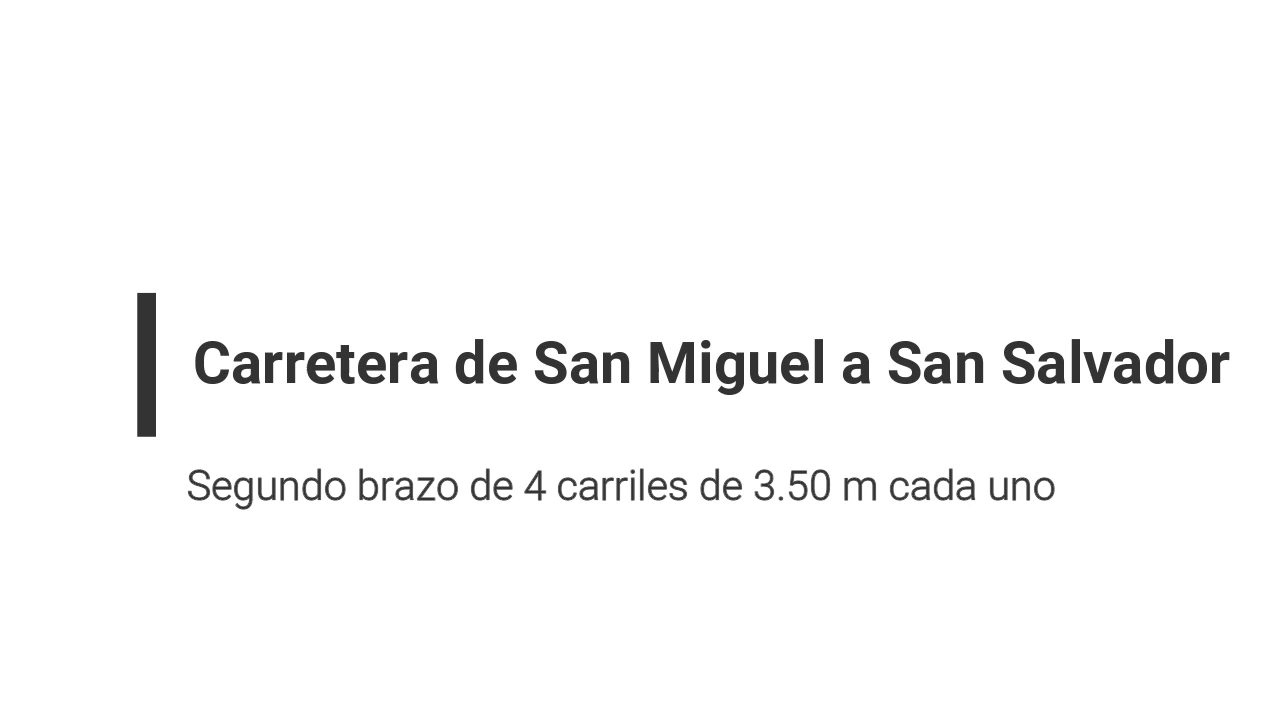 Carretera de San Miguel a San Salvador
Segundo brazo de 4 carriles de 3.50 m cada uno